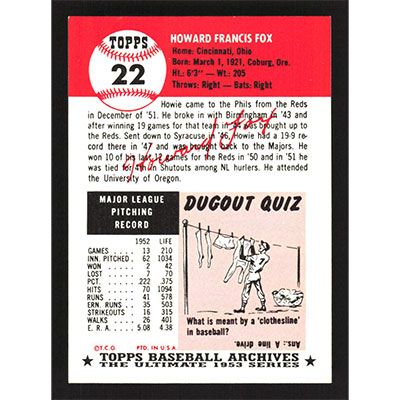 TOPPS
22
HOWARD FRANCIS FOX
Home: Cincinnati, Ohio
Born: March 1, 1921, Coburg, Ore.
Ht.: 6'3" — Wt.: 205
Throws: Right - Bats: Right
Howie came to the Phils from the Reds
in December of '51. He broke in with Birmingham in '43 and
after winning 19 games for that team in was brought up to the
Reds. Sent down to Syracuse '46, Howie had a 19-9 re-
cord there in '47 and was brought back to the Majors. He
won 10 of his last games for the Reds in '50 and in '51 he
tied for in Shutouts among NL hurlers. He attended
the University of Oregon.
Howard Fox
MAJOR LEAGUE
PITCHING
RECORD
1952 LIFE
GAMES 13 210
INN. PITCHED 62 1034
WON 2 42
LOST 7 70
PCT. .222 .375
HITS 70 1094
RUNS 41 578
ERN. RUNS 35 503
STRIKEOUTS 16 315
WALKS 26 401
E. R. A. 5.08 4.38
DUGOUT QUIZ
What is meant by a 'clothesline'
in baseball?
Ans.: A line drive.
© T.C.G PTD. IN U.S.A.
★ TOPPS BASEBALL ARCHIVES ★
THE ULTIMATE 1953 SERIES